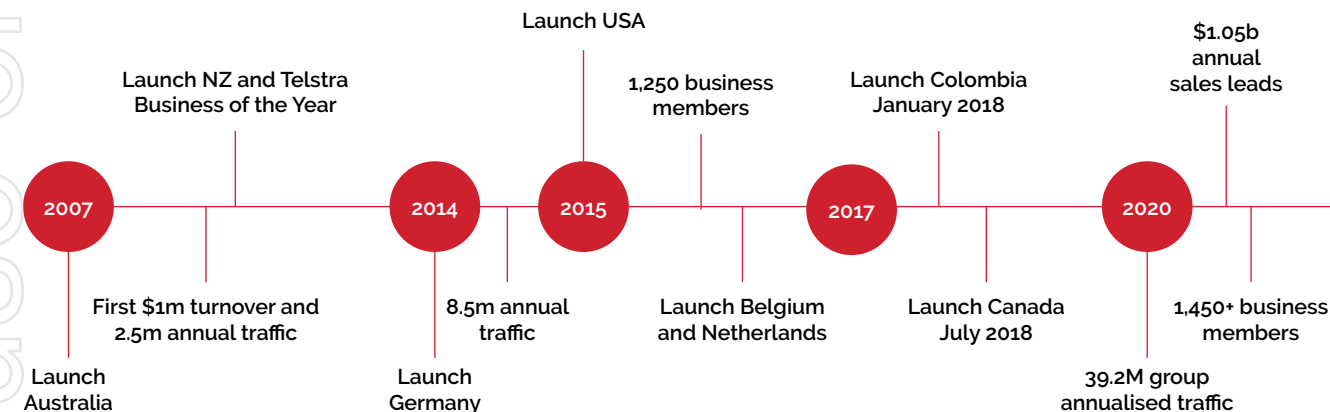 Launch USA
$1.05b
annual
sales leads
Launch NZ and Telstra
Business of the Year
1,250 business
members
Launch Colombia
January 2018
2007
2014
2015
2017
2020
First $1m turnover and
2.5m annual traffic
8.5m annual
traffic
Launch Belgium
and Netherlands
Launch Canada
July 2018
1,450+ business
members
Launch
Australia
Launch
Germany
39.2M group
annualised traffic